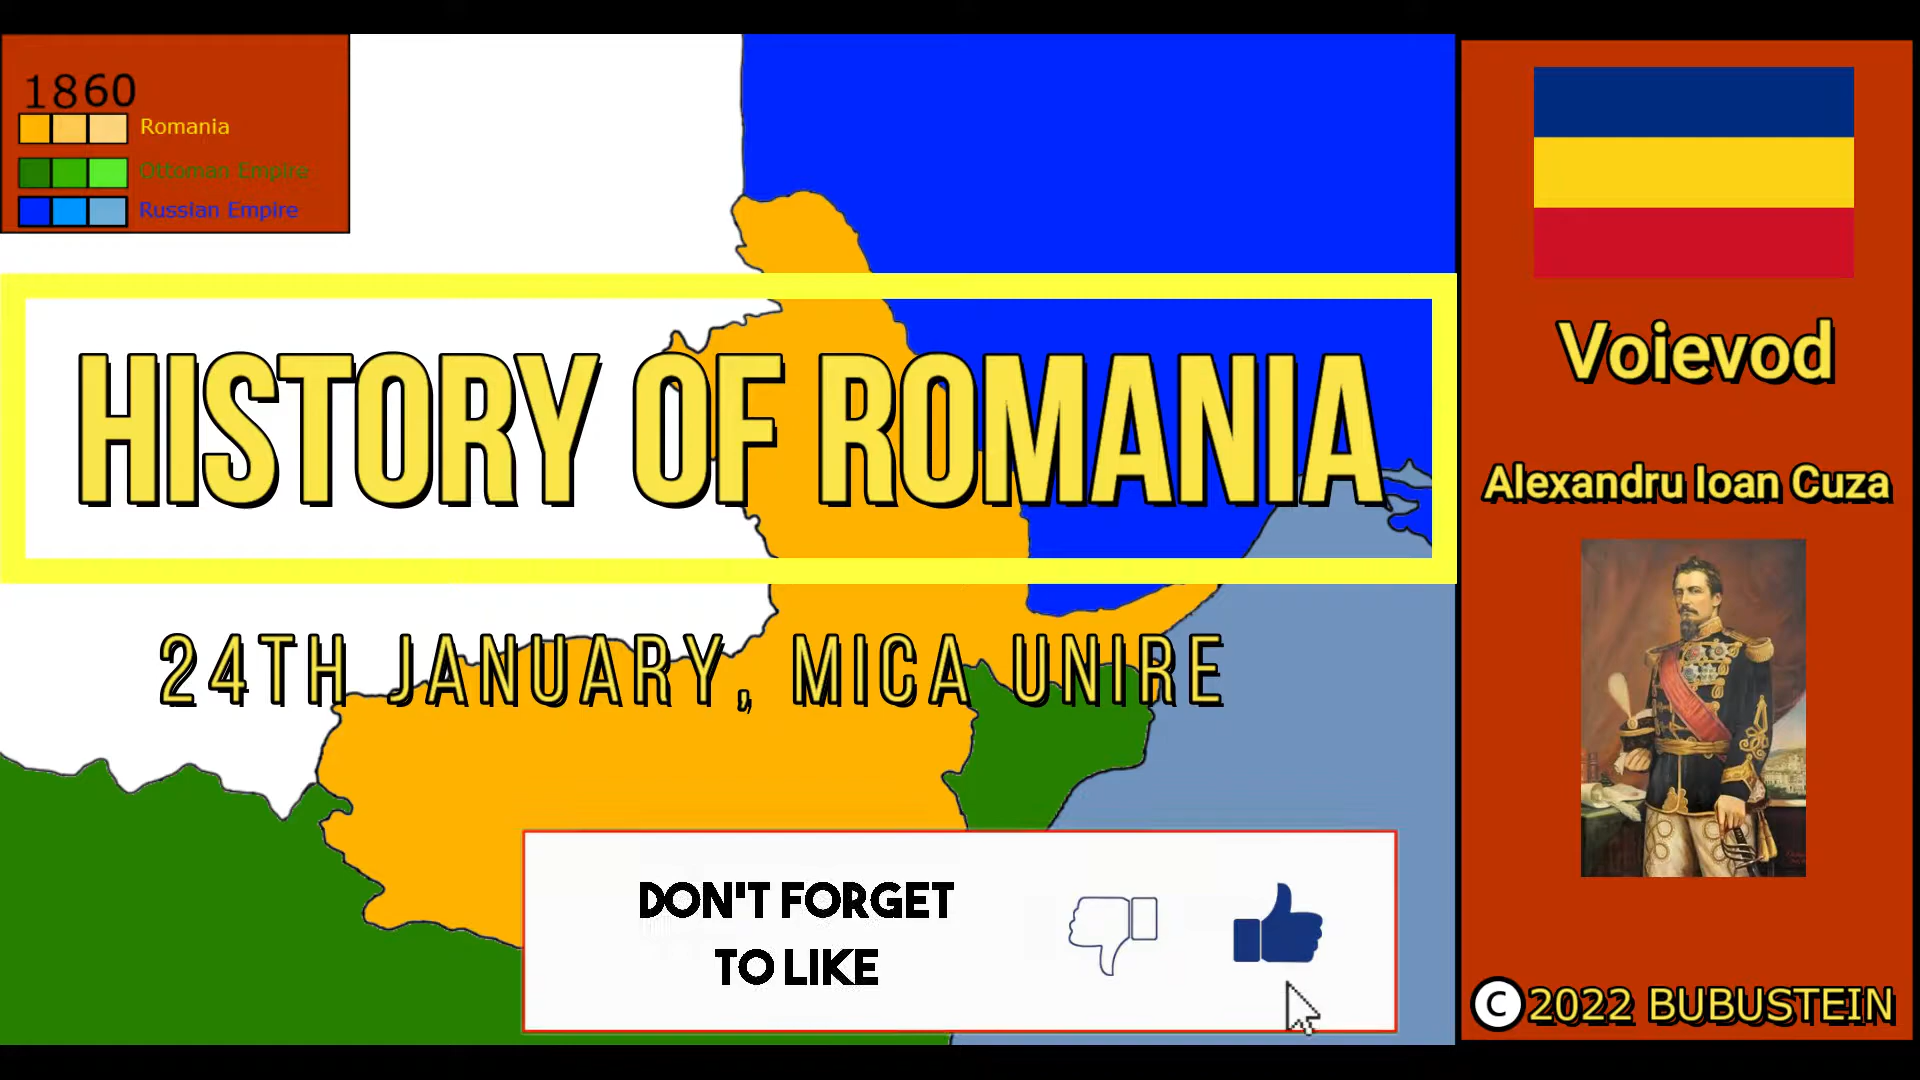 1860
Romania
Ottoman Empire
Russian Empire
HISTORY OF ROMANIA
24TH JANUARY, MICA UNIRE
DON'T FORGET
TO LIKE
Voievod
Alexandru Ioan Cuza
© 2022 BUBUSTEIN